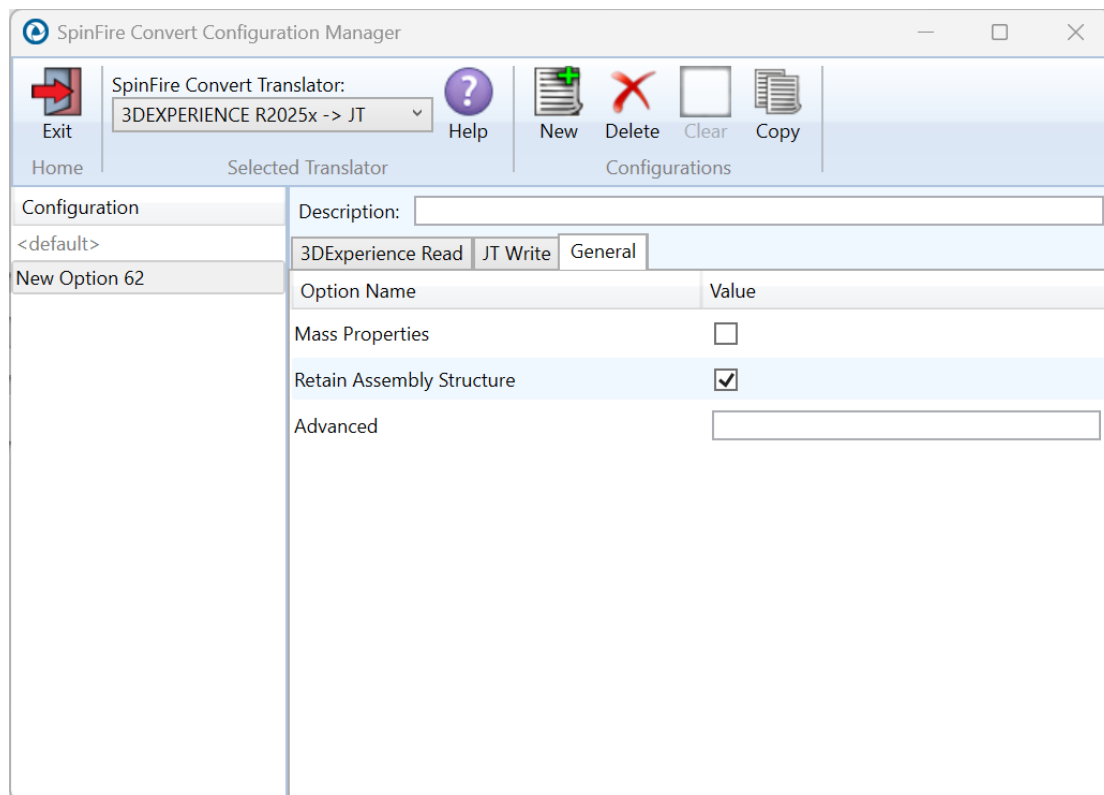 SpinFire Convert Configuration Manager
SpinFire Convert Translator:
3DEXPERIENCE R2025x -> JT
Exit
Help
New
Delete
Clear
Copy
Home
Selected Translator
Configurations
Configuration
<default>
New Option 62
Description:
3DExperience Read
JT Write
General
Option Name
Value
Mass Properties
Retain Assembly Structure
Advanced